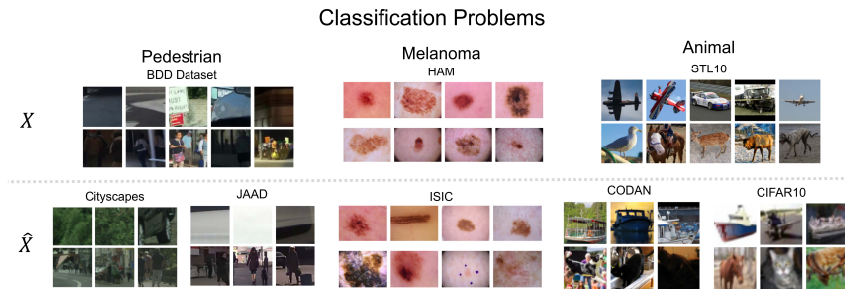 Classification Problems
Pedestrian
BDD Dataset
Melanoma
HAM
Animal
STL10
X
Cityscapes
JAAD
ISIC
CODAN
CIFAR10
X̂